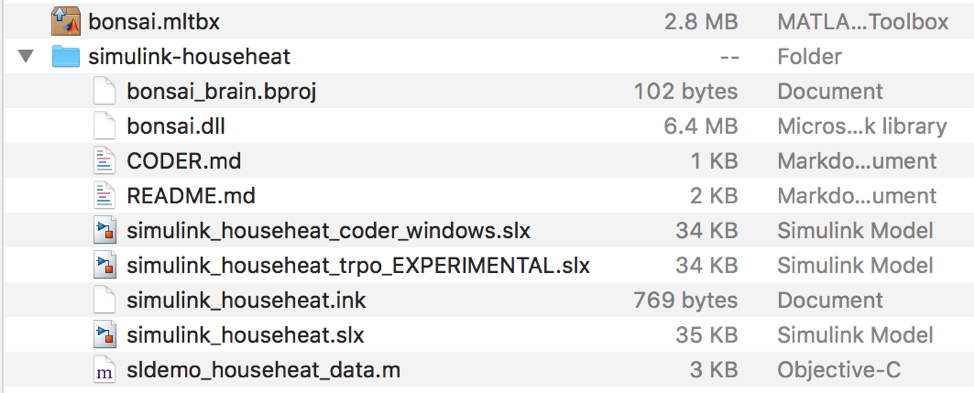 bonsai.mltbx 2.8 MB MATLA...Toolbox
simulink-househeat -- Folder
bonsai_brain.bproj 102 bytes Document
bonsai.dll 6.4 MB Micros...k library
CODER.md 1 KB Markdo...ument
README.md 2 KB Markdo...ument
simulink_househeat_coder_windows.slx 34 KB Simulink Model
simulink_househeat_trpo_EXPERIMENTAL.slx 34 KB Simulink Model
simulink_househeat.ink 769 bytes Document
simulink_househeat.slx 35 KB Simulink Model
m sldemo_househeat_data.m 3 KB Objective-C